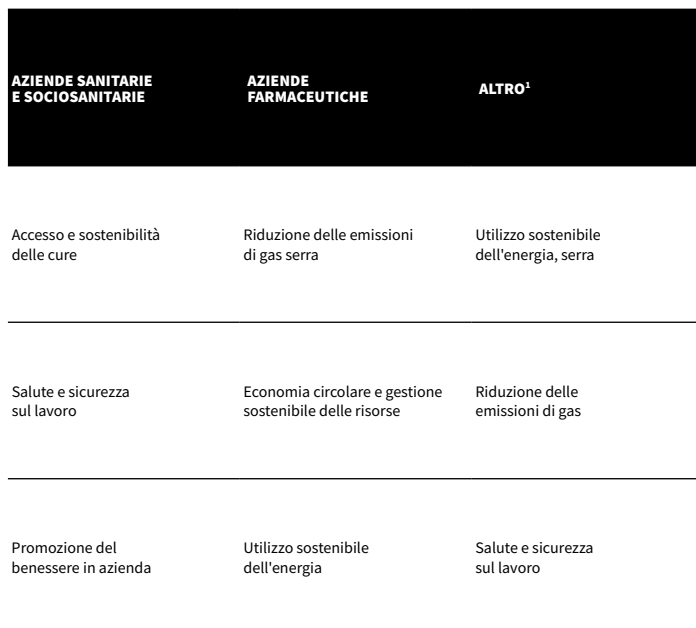 AZIENDE SANITARIE
E SOCIOSANITARIE
AZIENDE
FARMACEUTICHE
ALTRO¹
Accesso e sostenibilità
delle cure
Riduzione delle emissioni
di gas serra
Utilizzo sostenibile
dell'energia, serra
Salute e sicurezza
sul lavoro
Economia circolare e gestione
sostenibile delle risorse
Riduzione delle
emissioni di gas
Promozione del
benessere in azienda
Utilizzo sostenibile
dell'energia
Salute e sicurezza
sul lavoro